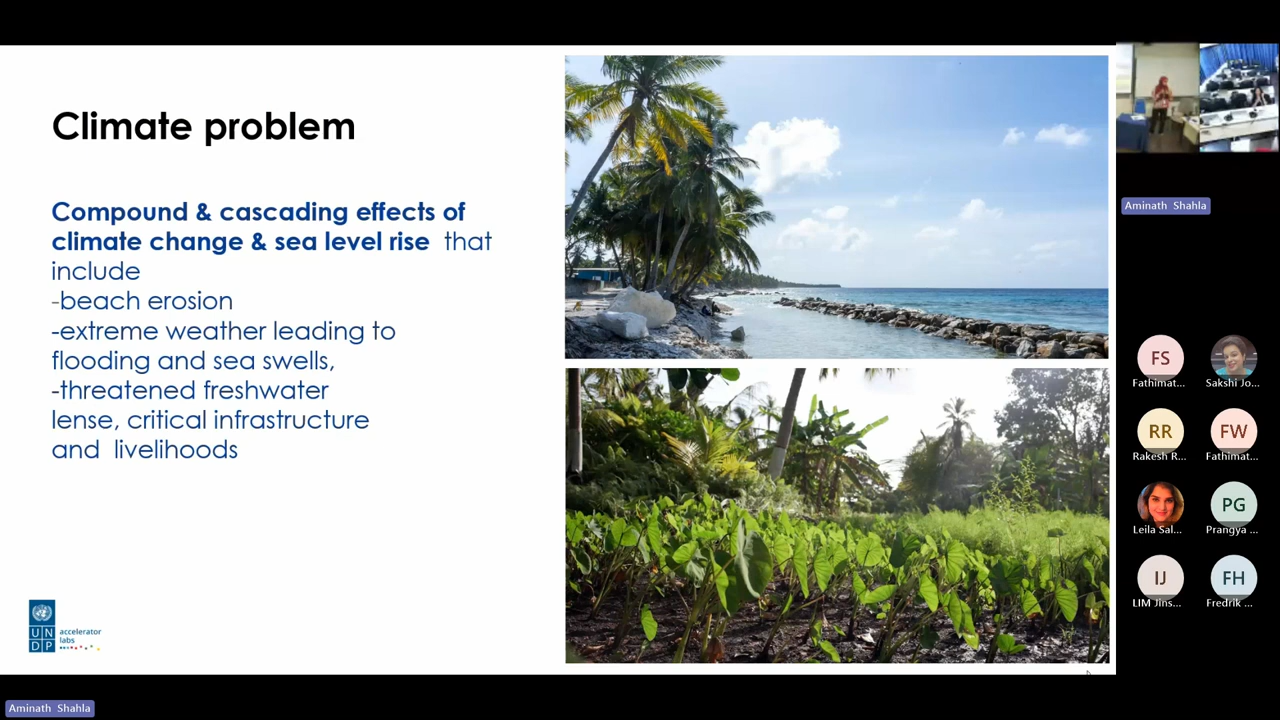 Climate problem
Compound & cascading effects of
climate change & sea level rise that
include
-beach erosion
-extreme weather leading to
flooding and sea swells,
-threatened freshwater
lense, critical infrastructure
and livelihoods
U N
D P
accelerator
labs
Aminath Shahla
Aminath Shahla
FS
Fathimat...
Sakshi Jo...
RR
Rakesh R...
FW
Fathimat...
Leila Sal...
PG
Prangya ...
IJ
LIM Jins...
FH
Fredrik ...